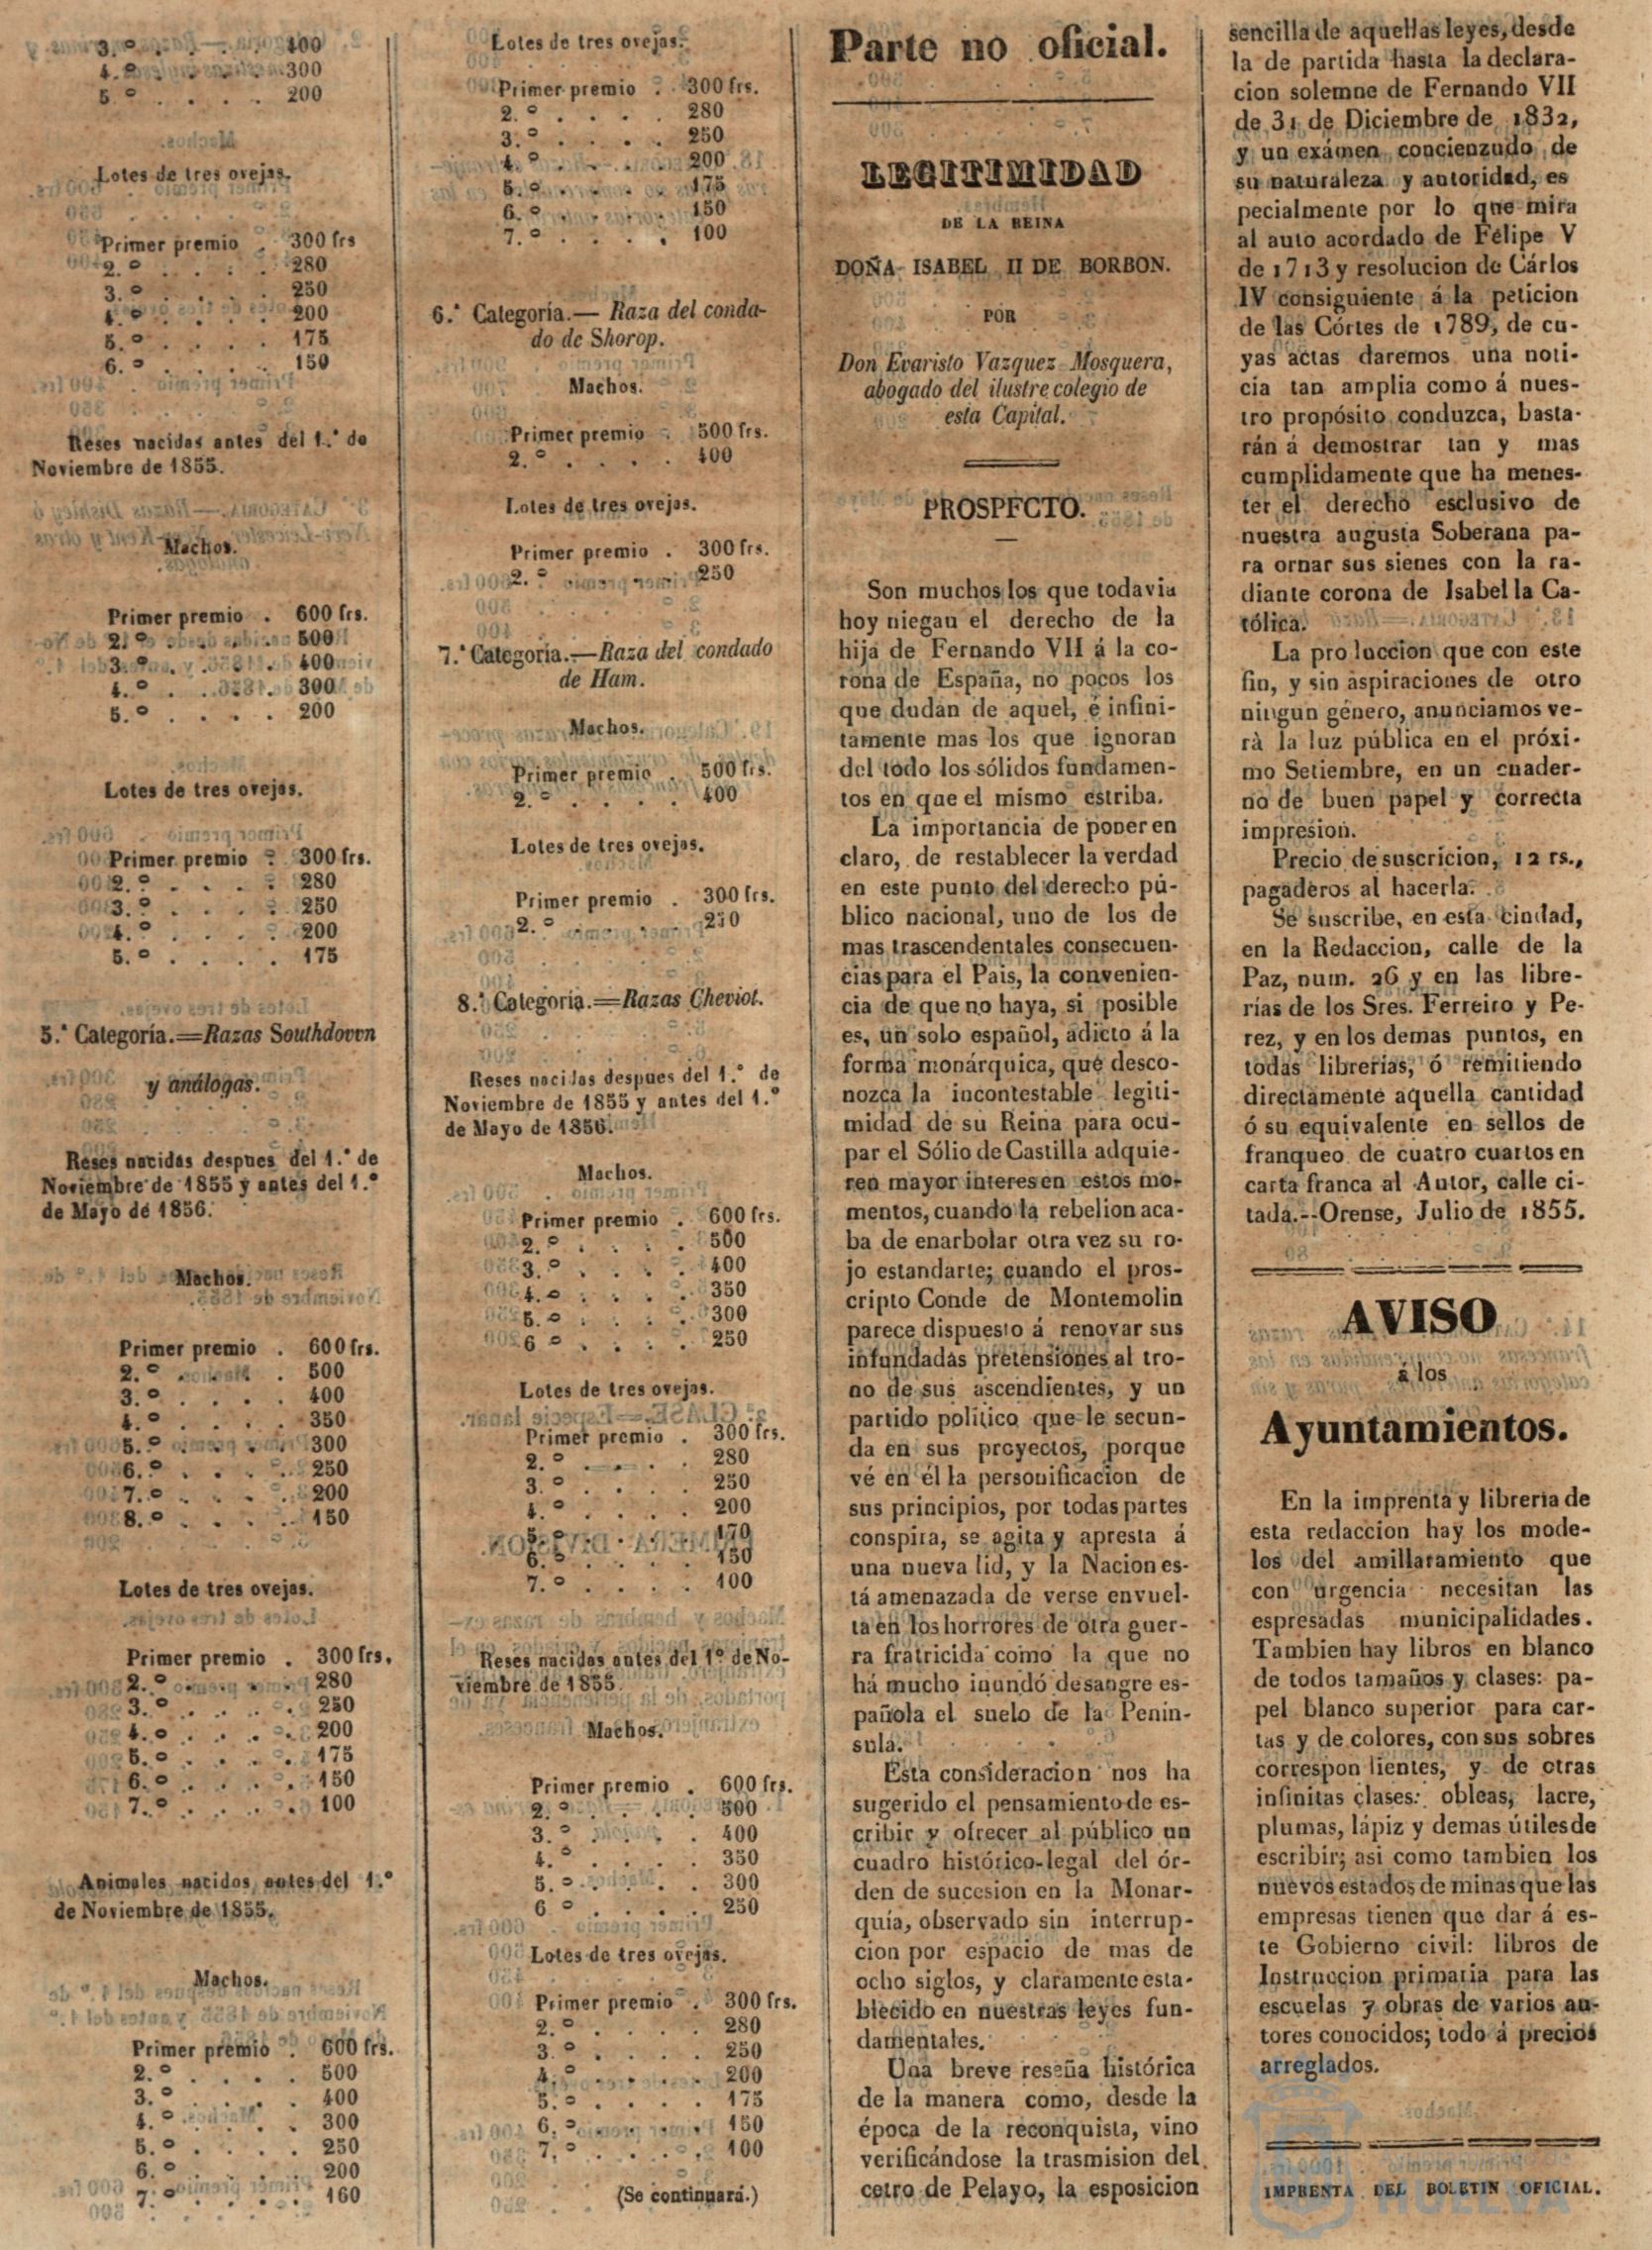 3.º . . . . 400
4.º . . . . 300
5.º . . . . 200
Lotes de tres ovejas.
Primer premio . 300 frs
2.º . . . . 280
3.º . . . . 250
4.º . . . . 200
5.º . . . . 175
6.º . . . . 150
Reses nacidas antes del 1.º de
Noviembre de 1855.
Machos.
Primer premio . 600 frs.
2.º . . . . 500
3.º . . . . 400
4.º . . . . 300
5.º . . . . 200
Lotes de tres ovejas.
Primer premio . 300 frs.
2.º . . . . 280
3.º . . . . 250
4.º . . . . 200
5.º . . . . 175
5.ª Categoría.=Razas Southdovvn
y análogas.
Reses nacidas despues del 1.º de
Noviembre de 1855 y antes del 1.º
de Mayo de 1856.
Machos.
Primer premio . 600 frs.
2.º . . . . 500
3.º . . . . 400
4.º . . . . 350
5.º . . . . 300
6.º . . . . 250
7.º . . . . 200
8.º . . . . 150
Lotes de tres ovejas.
Primer premio . 300 frs.
2.º . . . . 280
3.º . . . . 250
4.º . . . . 200
5.º . . . . 175
6.º . . . . 150
7.º . . . . 100
Animales nacidos antes del 1.º
de Noviembre de 1855.
Machos.
Primer premio . 600 frs.
2.º . . . . 500
3.º . . . . 400
4.º . . . . 300
5.º . . . . 250
6.º . . . . 200
7.º . . . . 160
Lotes de tres ovejas.
Primer premio . 300 frs.
2.º . . . . 280
3.º . . . . 250
4.º . . . . 200
5.º . . . . 175
6.º . . . . 150
7.º . . . . 100
6.ª Categoría.— Raza del conda-
do de Shorop.
Machos.
Primer premio . 500 frs.
2.º . . . . 400
Lotes de tres ovejas.
Primer premio . 300 frs.
2.º . . . . 250
7.ª Categoría.—Raza del condado
de Ham.
Machos.
Primer premio . 500 frs.
2.º . . . . 400
Lotes de tres ovejas.
Primer premio . 300 frs.
2.º . . . . 250
8.ª Categoría.=Razas Cheviot.
Reses nacidas despues del 1.º de
Noviembre de 1855 y antes del 1.º
de Mayo de 1856.
Machos.
Primer premio . 600 frs.
2.º . . . . 500
3.º . . . . 400
4.º . . . . 350
5.º . . . . 300
6 º . . . . 250
Lotes de tres ovejas.
Primer premio . 300 frs.
2.º . . . . 280
3.º . . . . 250
4.º . . . . 200
5.º . . . . 170
6.º . . . . 150
7.º . . . . 100
Reses nacidas antes del 1º de No-
viembre de 1855.
Machos.
Primer premio . 600 frs.
2.º . . . . 500
3.º . . . . 400
4.º . . . . 350
5.º . . . . 300
6 º . . . . 250
Lotes de tres ovejas.
Primer premio . 300 frs.
2.º . . . . 280
3.º . . . . 250
4.º . . . . 200
5.º . . . . 175
6.º . . . . 150
7.º . . . . 100
(Se continuará.)
Parte no oficial.
LEGITIMIDAD
DE LA REINA
DOÑA ISABEL II DE BORBON.
POR
Don Evaristo Vazquez Mosquera,
abogado del ilustre colegio de
esta Capital.
PROSPECTO.
Son muchos los que todavia
hoy niegan el derecho de la
hija de Fernando VII á la co-
rona de España, no pocos los
que dudan de aquel, é infini-
tamente mas los que ignoran
del todo los sólidos fundamen-
tos en que el mismo estriba.
La importancia de poner en
claro, de restablecer la verdad
en este punto del derecho pú-
blico nacional, uno de los de
mas trascendentales consecuen-
cias para el Pais, la convenien-
cia de que no haya, si posible
es, un solo español, adicto á la
forma monárquica, que desco-
nozca la incontestable legiti-
midad de su Reina para ocu-
par el Sólio de Castilla adquie-
ren mayor interes en estos mo-
mentos, cuando la rebelion aca-
ba de enarbolar otra vez su ro-
jo estandarte; cuando el pros-
cripto Conde de Montemolin
parece dispuesto á renovar sus
infundadas pretensiones al tro-
no de sus ascendientes, y un
partido político que le secun-
da en sus proyectos, porque
vé en él la personificacion de
sus principios, por todas partes
conspira, se agita y apresta á
una nueva lid, y la Nacion es-
tá amenazada de verse envuel-
ta en los horrores de otra guer-
ra fratricida como la que no
há mucho inundó de sangre es-
pañola el suelo de la Penín-
sula.
Esta consideracion nos ha
sugerido el pensamiento de es-
cribir y ofrecer al público un
cuadro histórico-legal del ór-
den de sucesion en la Monar-
quía, observado sin interrup-
cion por espacio de mas de
ocho siglos, y claramente esta-
blecido en nuestras leyes fun-
damentales.
Una breve reseña histórica
de la manera como, desde la
época de la reconquista, vino
verificándose la trasmision del
cetro de Pelayo, la esposicion
sencilla de aquellas leyes, desde
la de partida hasta la declara-
cion solemne de Fernando VII
de 31 de Diciembre de 1832,
y un exámen concienzudo de
su naturaleza y autoridad, es
pecialmente por lo que mira
al auto acordado de Felipe V
de 1713 y resolucion de Cárlos
IV consiguiente á la peticion
de las Córtes de 1789, de cu-
yas actas daremos una noti-
cia tan amplia como á nues-
tro propósito conduzca, basta-
rán á demostrar tan y mas
cumplidamente que ha menes-
ter el derecho esclusivo de
nuestra augusta Soberana pa-
ra ornar sus sienes con la ra-
diante corona de Isabel la Ca-
tólica.
La produccion que con este
fin, y sin aspiraciones de otro
ningun género, anunciamos ve-
rà la luz pública en el próxi-
mo Setiembre, en un cuader-
no de buen papel y correcta
impresion.
Precio de suscricion, 12 rs.,
pagaderos al hacerla.
Se suscribe, en esta ciudad,
en la Redaccion, calle de la
Paz, num. 26 y en las libre-
rías de los Sres. Ferreiro y Pe-
rez, y en los demas puntos, en
todas librerías, ó remitiendo
directamente aquella cantidad
ó su equivalente en sellos de
franqueo de cuatro cuartos en
carta franca al Autor, calle ci-
tada.--Orense, Julio de 1855.
AVISO
á los
Ayuntamientos.
En la imprenta y libreria de
esta redaccion hay los mode-
los del amillaramiento que
con urgencia necesitan las
espresadas municipalidades.
Tambien hay libros en blanco
de todos tamaños y clases: pa-
pel blanco superior para car-
tas y de colores, con sus sobres
correspondientes, y de otras
infinitas clases: obleas, lacre,
plumas, lápiz y demas útiles de
escribir; asi como tambien los
nuevos estados de minas que las
empresas tienen que dar á es-
te Gobierno civil: libros de
Instruccion primaria para las
escuelas y obras de varios au-
tores conocidos; todo á precios
arreglados.
IMPRENTA DEL BOLETIN OFICIAL.
HUELVA